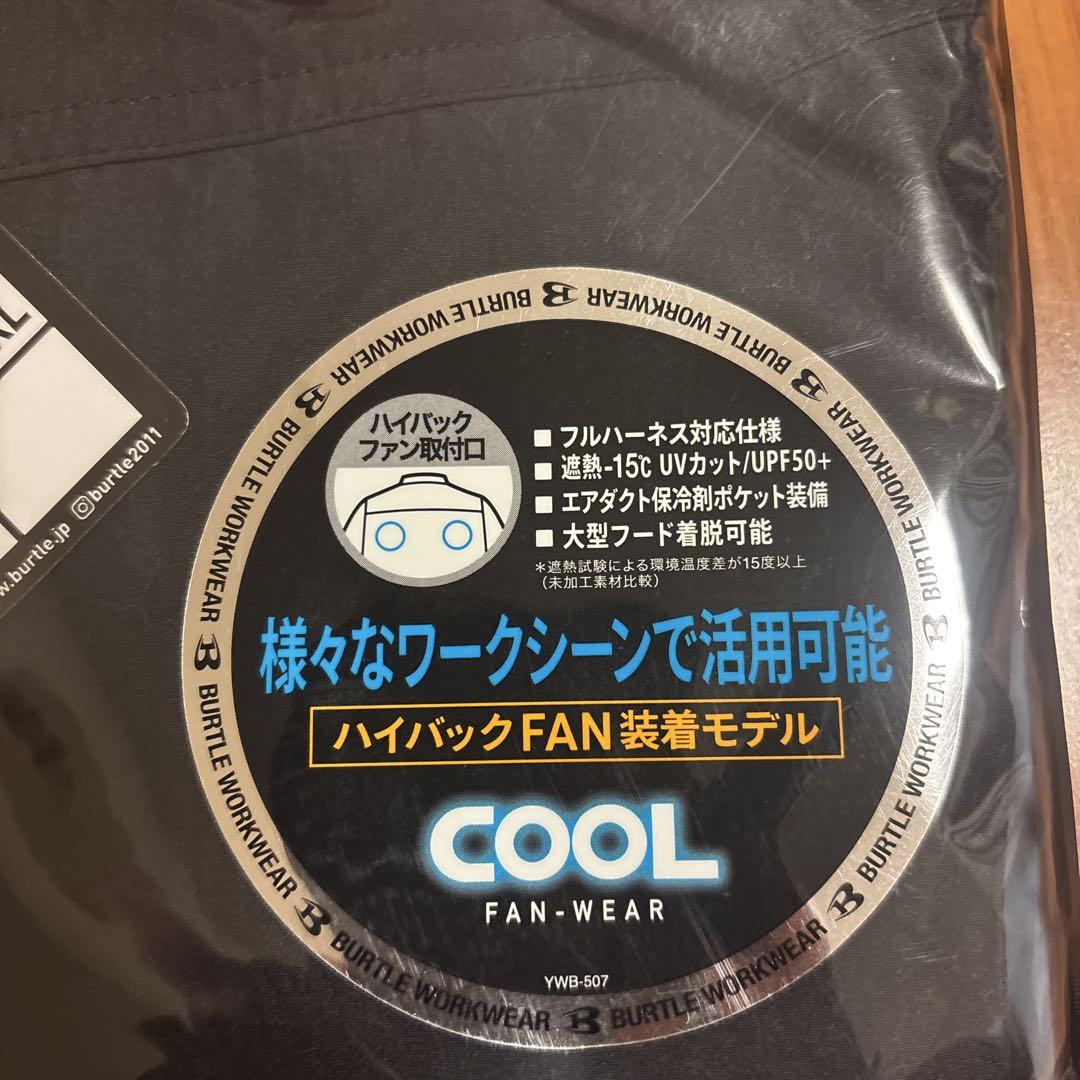 BURTLE WORKWEAR
BURTLE WORKWEAR
BURTLE WORKWEAR
BURTLE WORKWEAR
BURTLE WORKWEAR
BURTLE WORKWEAR
BURTLE WORKWEAR
BURTLE WORKWEAR
ハイバック
ファン取付口
■ フルハーネス対応仕様
■ 遮熱-15℃ UVカット/UPF50+
■ エアダクト保冷剤ポケット装備
■ 大型フード着脱可能
＊遮熱試験による環境温度差が15度以上
（未加工素材比較）
様々なワークシーンで活用可能
ハイバックFAN装着モデル
COOL
FAN-WEAR
YWB-507
w.burtle.jp
burtle2011